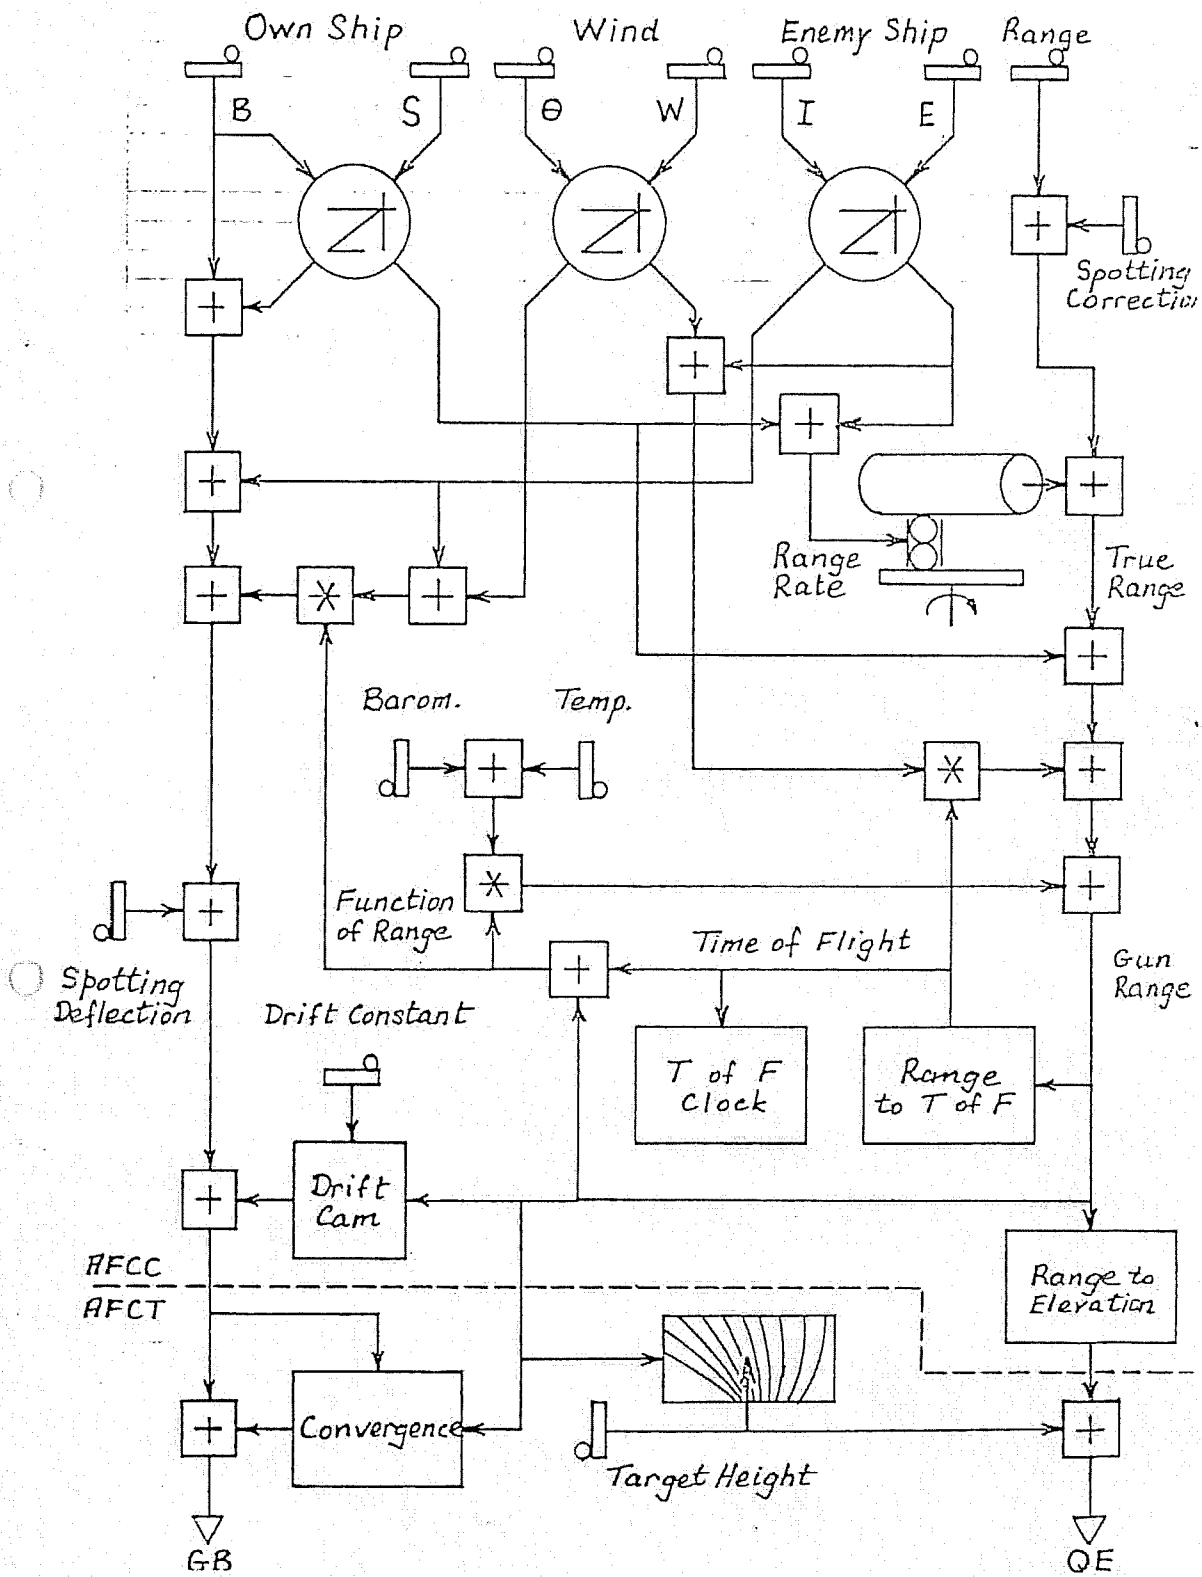 Own Ship
Wind
Enemy Ship
Range
B
S
θ
W
I
E
Spotting
Correction
Range
Rate
True
Range
Barom.
Temp.
Function
of Range
Time of Flight
Gun
Range
Spotting
Deflection
Drift Constant
T of F
Clock
Range
to T of F
Drift
Cam
AFCC
AFCT
Range to
Elevation
Convergence
Target Height
GB
QE